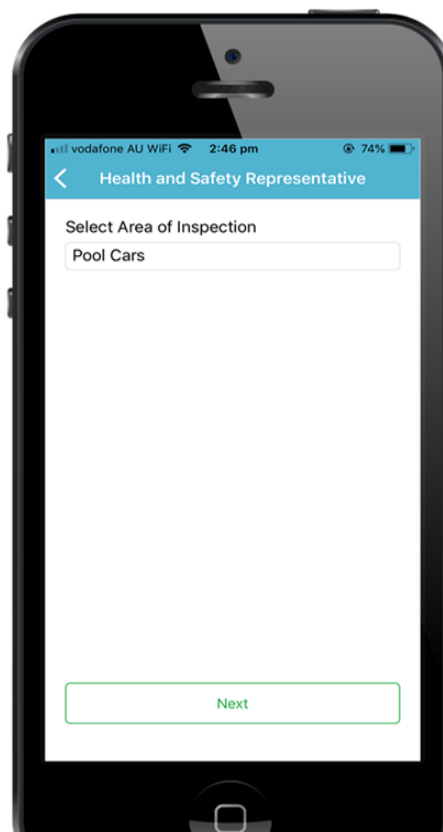 vodafone AU WiFi 2:46 pm 74%
Health and Safety Representative
Select Area of Inspection
Pool Cars
Next